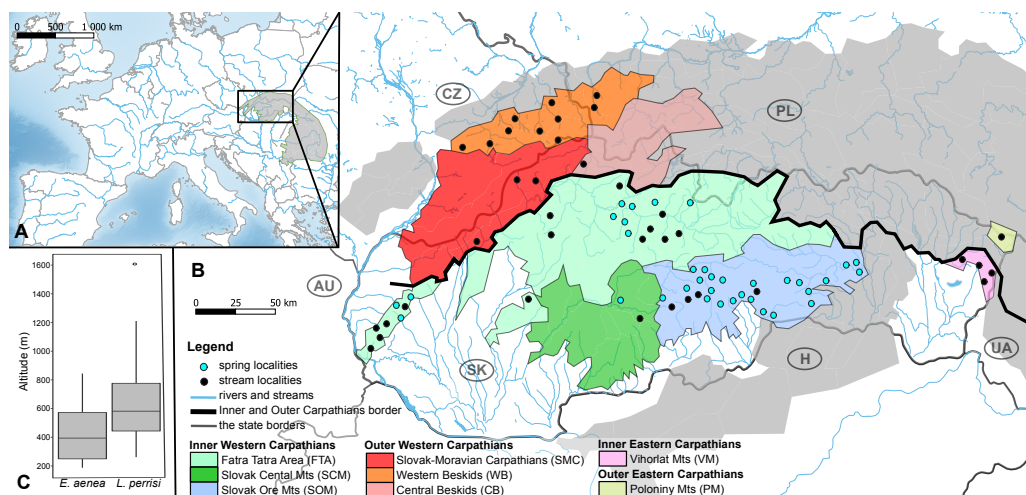 0 500 1 000 km
A
CZ
PL
AU
B
0 25 50 km
SK
H
UA
Legend
spring localities
stream localities
rivers and streams
Inner and Outer Carpathians border
the state borders
Inner Western Carpathians
Fatra Tatra Area (FTA)
Slovak Cental Mts (SCM)
Slovak Ore Mts (SOM)
Outer Western Carpathians
Slovak-Moravian Carpathians (SMC)
Western Beskids (WB)
Central Beskids (CB)
Inner Eastern Carpathians
Vihorlat Mts (VM)
Outer Eastern Carpathians
Poloniny Mts (PM)
Altitude (m)
1600
1400
1200
1000
800
600
400
200
C
E. aenea L. perrisi